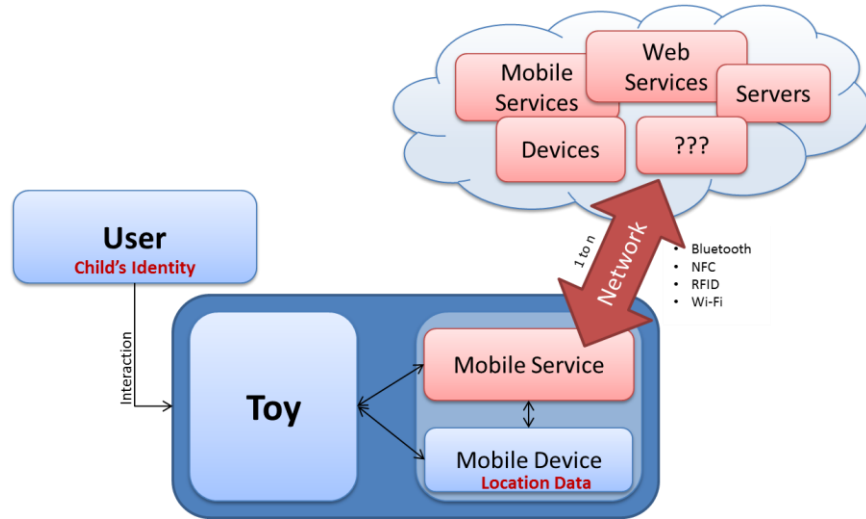 Mobile
Services
Web
Services
Servers
Devices
???
User
Child's Identity
1 to n
Network
• Bluetooth
• NFC
• RFID
• Wi-Fi
Interaction
Toy
Mobile Service
Mobile Device
Location Data